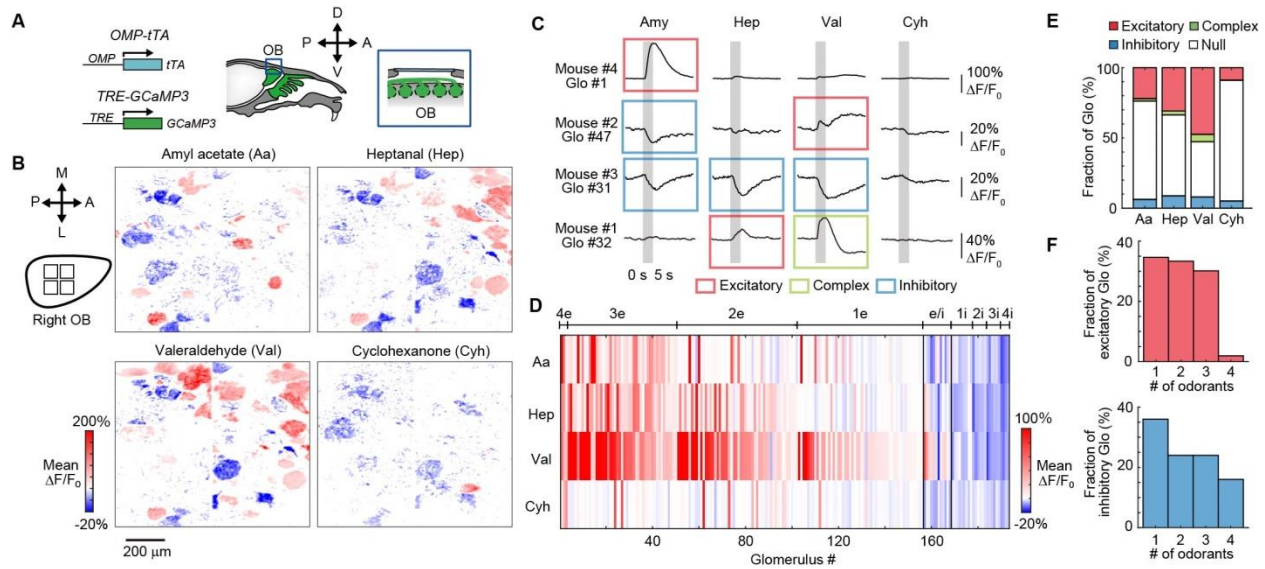 A
OMP-tTA
OMP
tTA
TRE-GCaMP3
TRE
GCaMP3
OB
D
P
A
V
OB
B
M
P
A
L
Right OB
Amyl acetate (Aa)
Heptanal (Hep)
Valeraldehyde (Val)
Cyclohexanone (Cyh)
200%
Mean
ΔF/F0
-20%
200 µm
C
Amy
Hep
Val
Cyh
Mouse #4
Glo #1
100%
ΔF/F0
Mouse #2
Glo #47
20%
ΔF/F0
Mouse #3
Glo #31
20%
ΔF/F0
Mouse #1
Glo #32
40%
ΔF/F0
0 s 5 s
Excitatory
Complex
Inhibitory
D
4e 3e 2e 1e e/i 1i 2i 3i 4i
Aa
Hep
Val
Cyh
40 80 120 160
Glomerulus #
100%
Mean
ΔF/F0
-20%
E
Excitatory
Complex
Inhibitory
Null
Fraction of Glo (%)
100
50
0
Aa Hep Val Cyh
F
Fraction of
excitatory Glo (%)
40
20
0
1 2 3 4
# of odorants
Fraction of
inhibitory Glo (%)
40
20
0
1 2 3 4
# of odorants